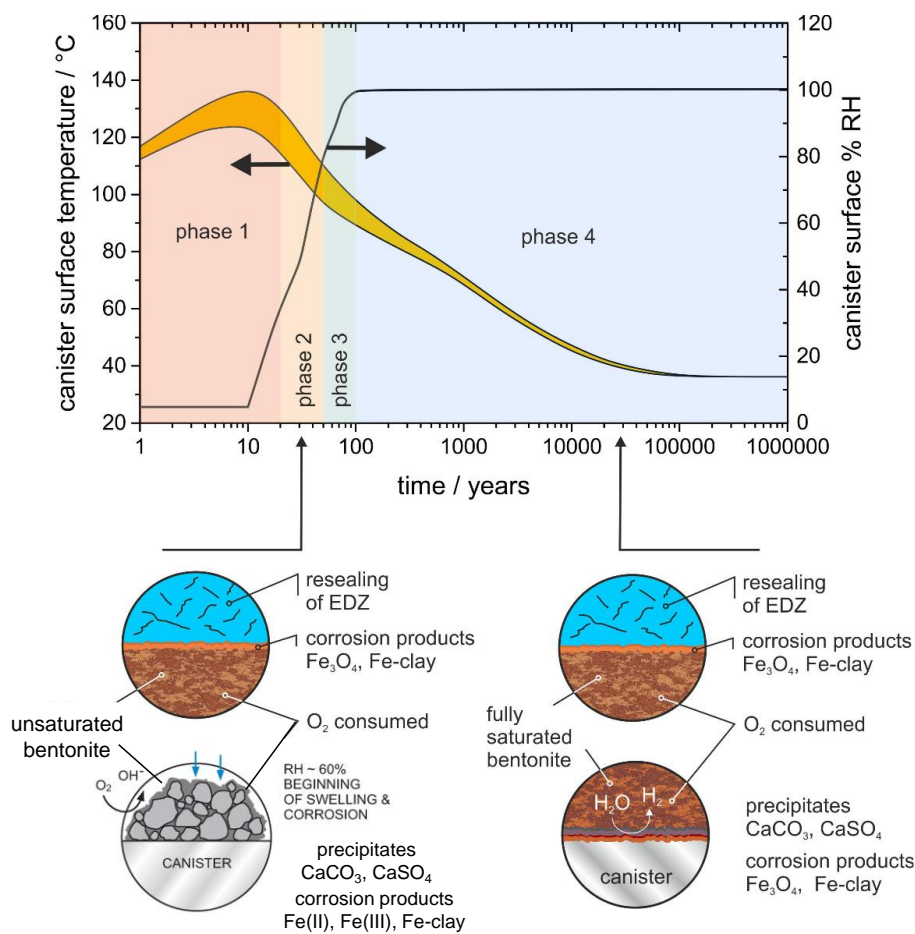 160
140
120
100
80
60
40
20
canister surface temperature / °C
120
100
80
60
40
20
0
canister surface % RH
phase 1
phase 2
phase 3
phase 4
1
10
100
1000
10000
100000
1000000
time / years
resealing
of EDZ
corrosion products
Fe₃O₄, Fe-clay
unsaturated
bentonite
O₂ consumed
O₂
OH⁻
RH ~ 60%
BEGINNING
OF SWELLING &
CORROSION
CANISTER
precipitates
CaCO₃, CaSO₄
corrosion products
Fe(II), Fe(III), Fe-clay
resealing
of EDZ
corrosion products
Fe₃O₄, Fe-clay
fully
saturated
bentonite
O₂ consumed
H₂O
H₂
canister
precipitates
CaCO₃, CaSO₄
corrosion products
Fe₃O₄, Fe-clay